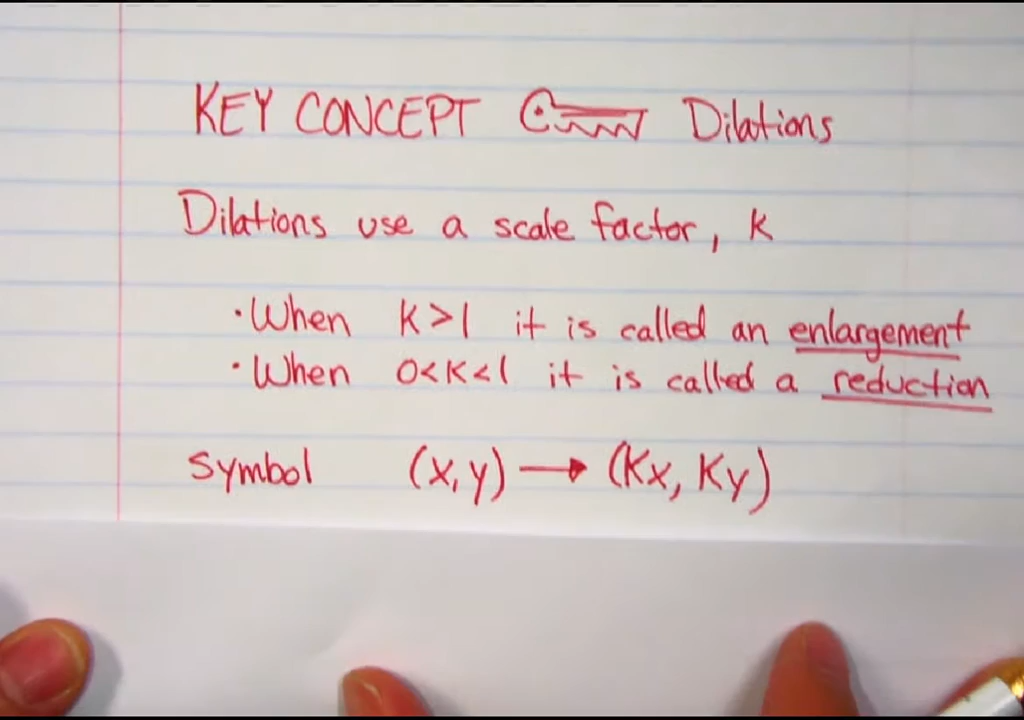 KEY CONCEPT Dilations
Dilations use a scale factor, K
· When K>1 it is called an enlargement
· When 0<K<1 it is called a reduction
Symbol (x,y) → (Kx, Ky)